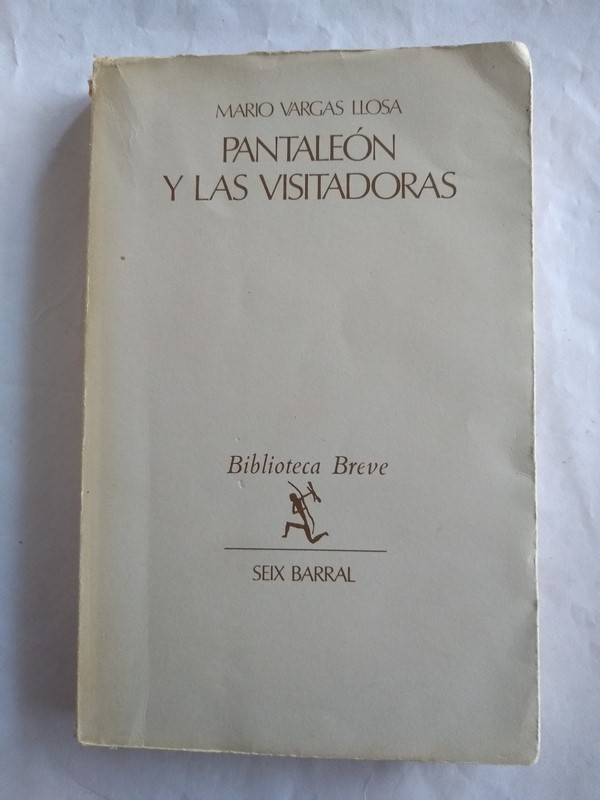 MARIO VARGAS LLOSA
PANTALEÓN
Y LAS VISITADORAS
Biblioteca Breve
SEIX BARRAL